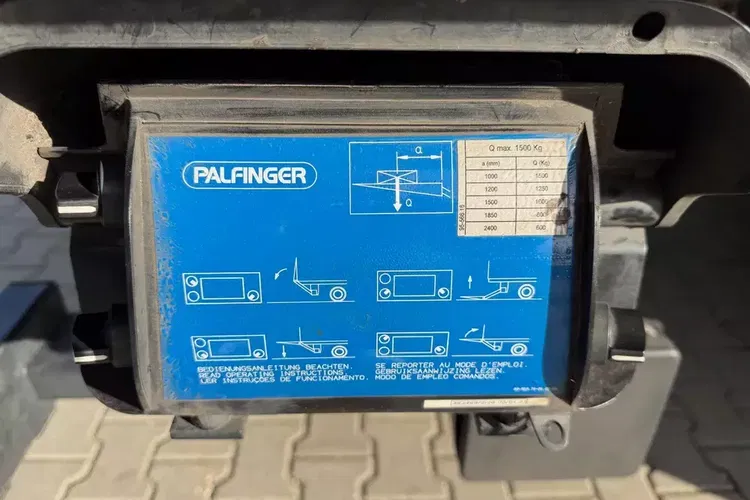 PALFINGER
a
Q
Q max. 1500 Kg
a (mm) Q (Kg)
1000 1500
1200 1250
1500
1850
2400 600
BEDIENUNGSANLEITUNG BEACHTEN.
READ OPERATING INSTRUCTIONS
LER INSTRUÇÕES DE FUNCIONAMENTO.
SE REPORTER AU MODE D'EMPLOI.
GEBRUIKSAANWIJZING LEZEN.
MODO DE EMPLEO COMANDOS.